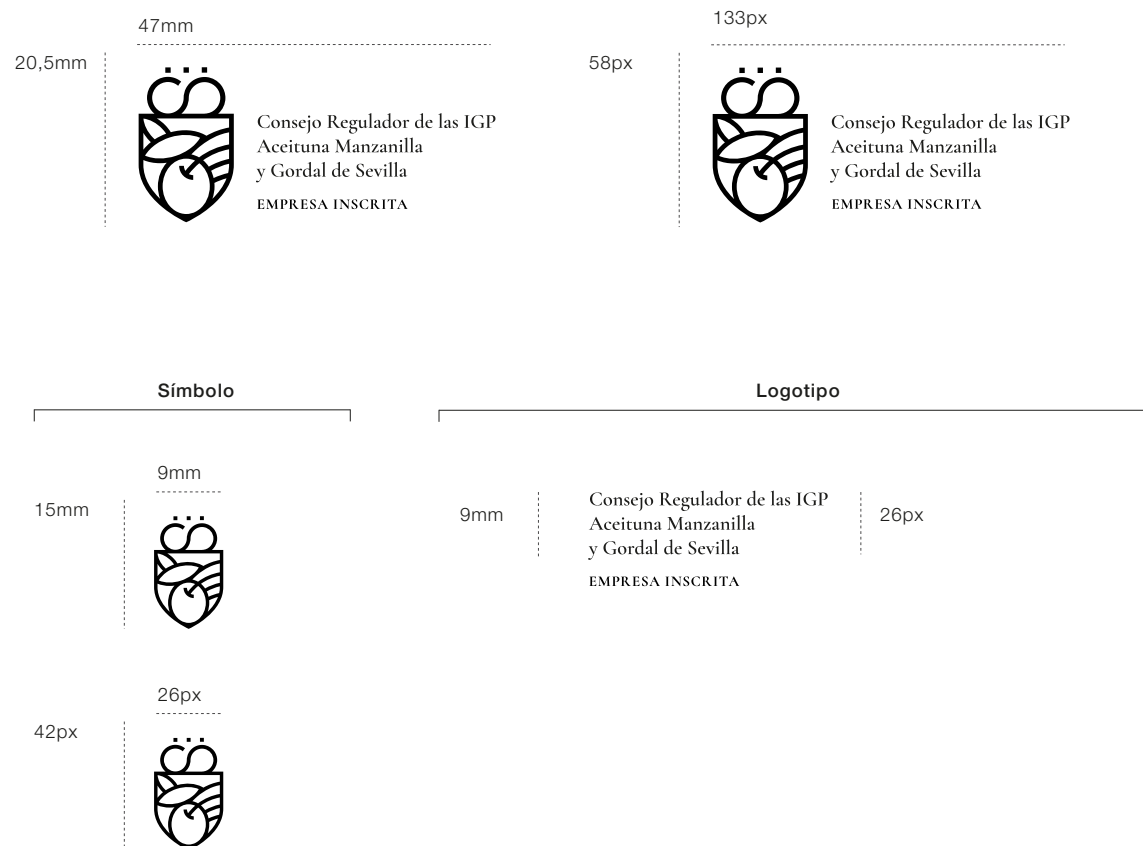 47mm
133px
20,5mm
58px
Consejo Regulador de las IGP
Aceituna Manzanilla
y Gordal de Sevilla
EMPRESA INSCRITA
Consejo Regulador de las IGP
Aceituna Manzanilla
y Gordal de Sevilla
EMPRESA INSCRITA
Símbolo
Logotipo
9mm
15mm
9mm
Consejo Regulador de las IGP
Aceituna Manzanilla
y Gordal de Sevilla
EMPRESA INSCRITA
26px
26px
42px